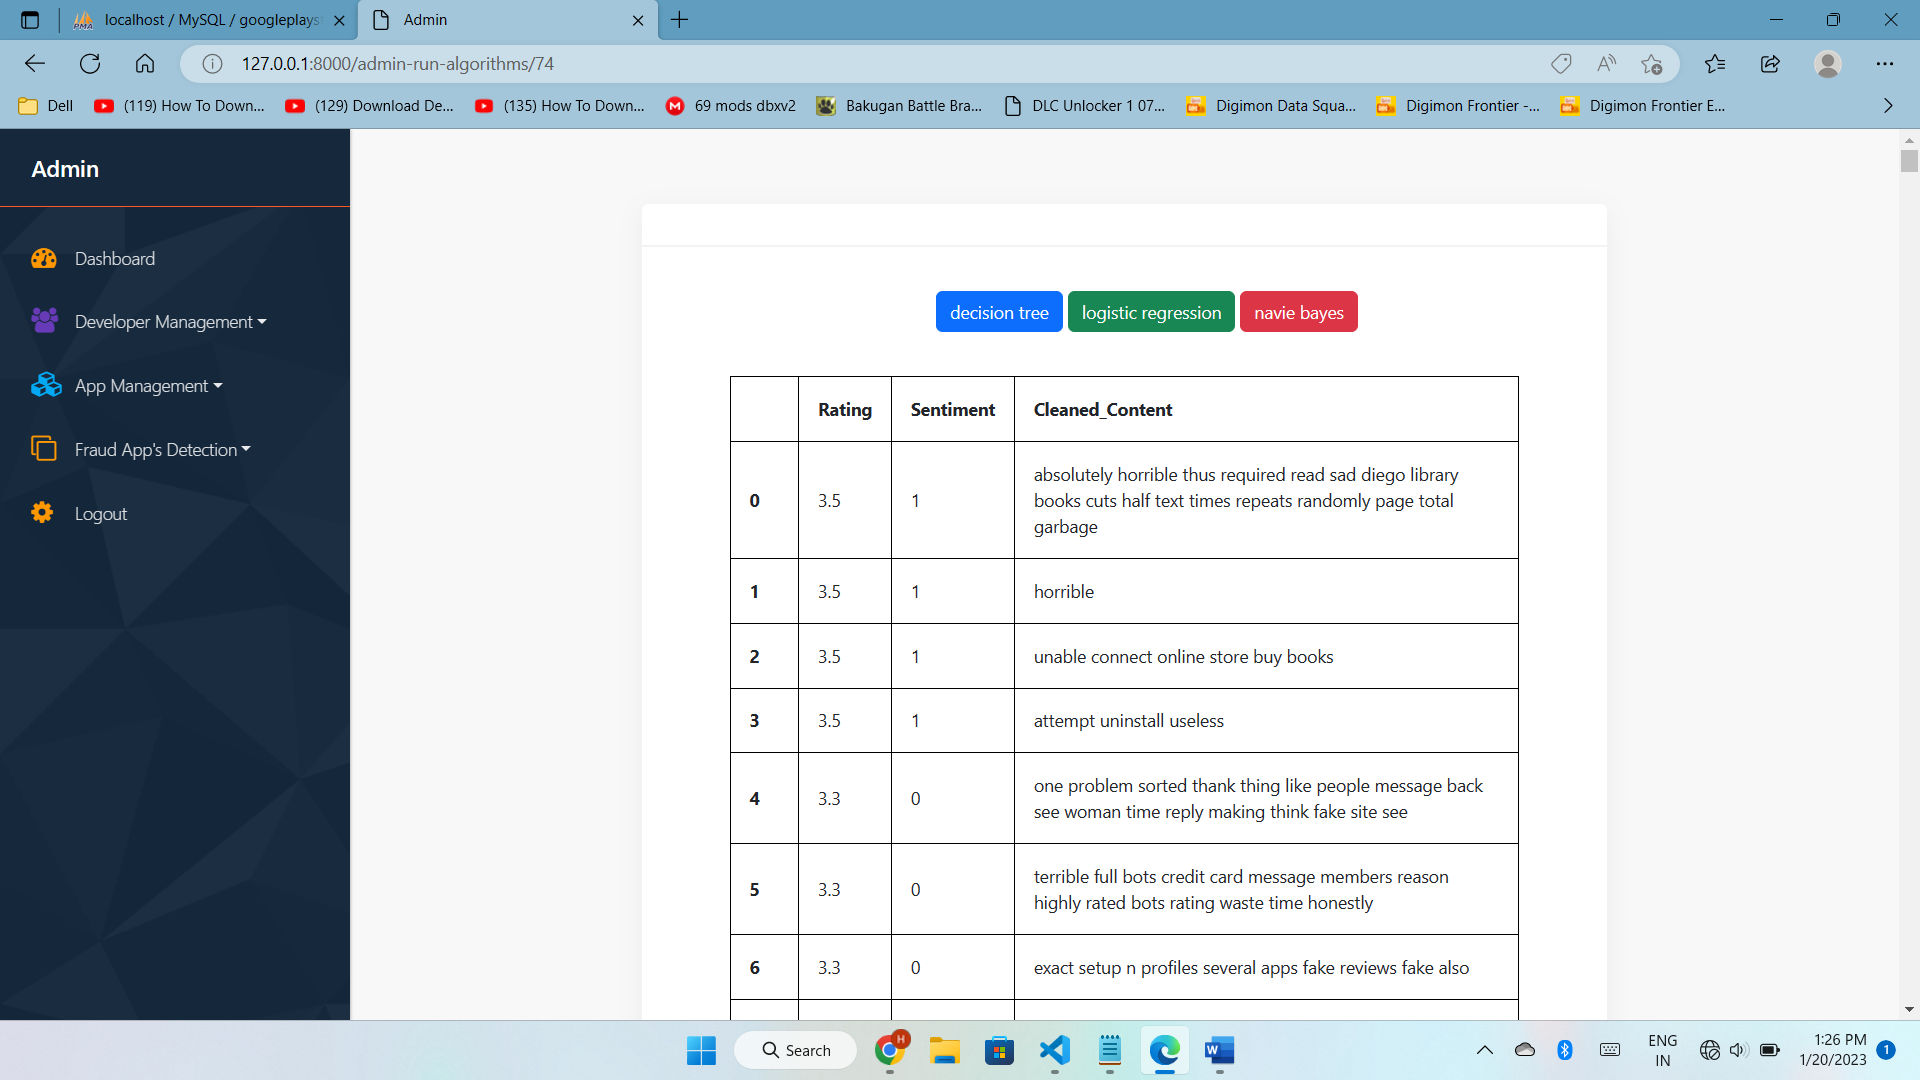 localhost / MySQL / googleplays
Admin
127.0.0.1:8000/admin-run-algorithms/74
Dell
(119) How To Down...
(129) Download De...
(135) How To Down...
69 mods dbxv2
Bakugan Battle Bra...
DLC Unlocker 1 07...
Digimon Data Squa...
Digimon Frontier -...
Digimon Frontier E...
Admin
Dashboard
Developer Management
App Management
Fraud App's Detection
Logout
decision tree
logistic regression
navie bayes
Rating Sentiment Cleaned_Content
0 3.5 1 absolutely horrible thus required read sad diego library
books cuts half text times repeats randomly page total
garbage
1 3.5 1 horrible
2 3.5 1 unable connect online store buy books
3 3.5 1 attempt uninstall useless
4 3.3 0 one problem sorted thank thing like people message back
see woman time reply making think fake site see
5 3.3 0 terrible full bots credit card message members reason
highly rated bots rating waste time honestly
6 3.3 0 exact setup n profiles several apps fake reviews fake also
Search
H
W
ENG
IN
1:26 PM
1/20/2023
1